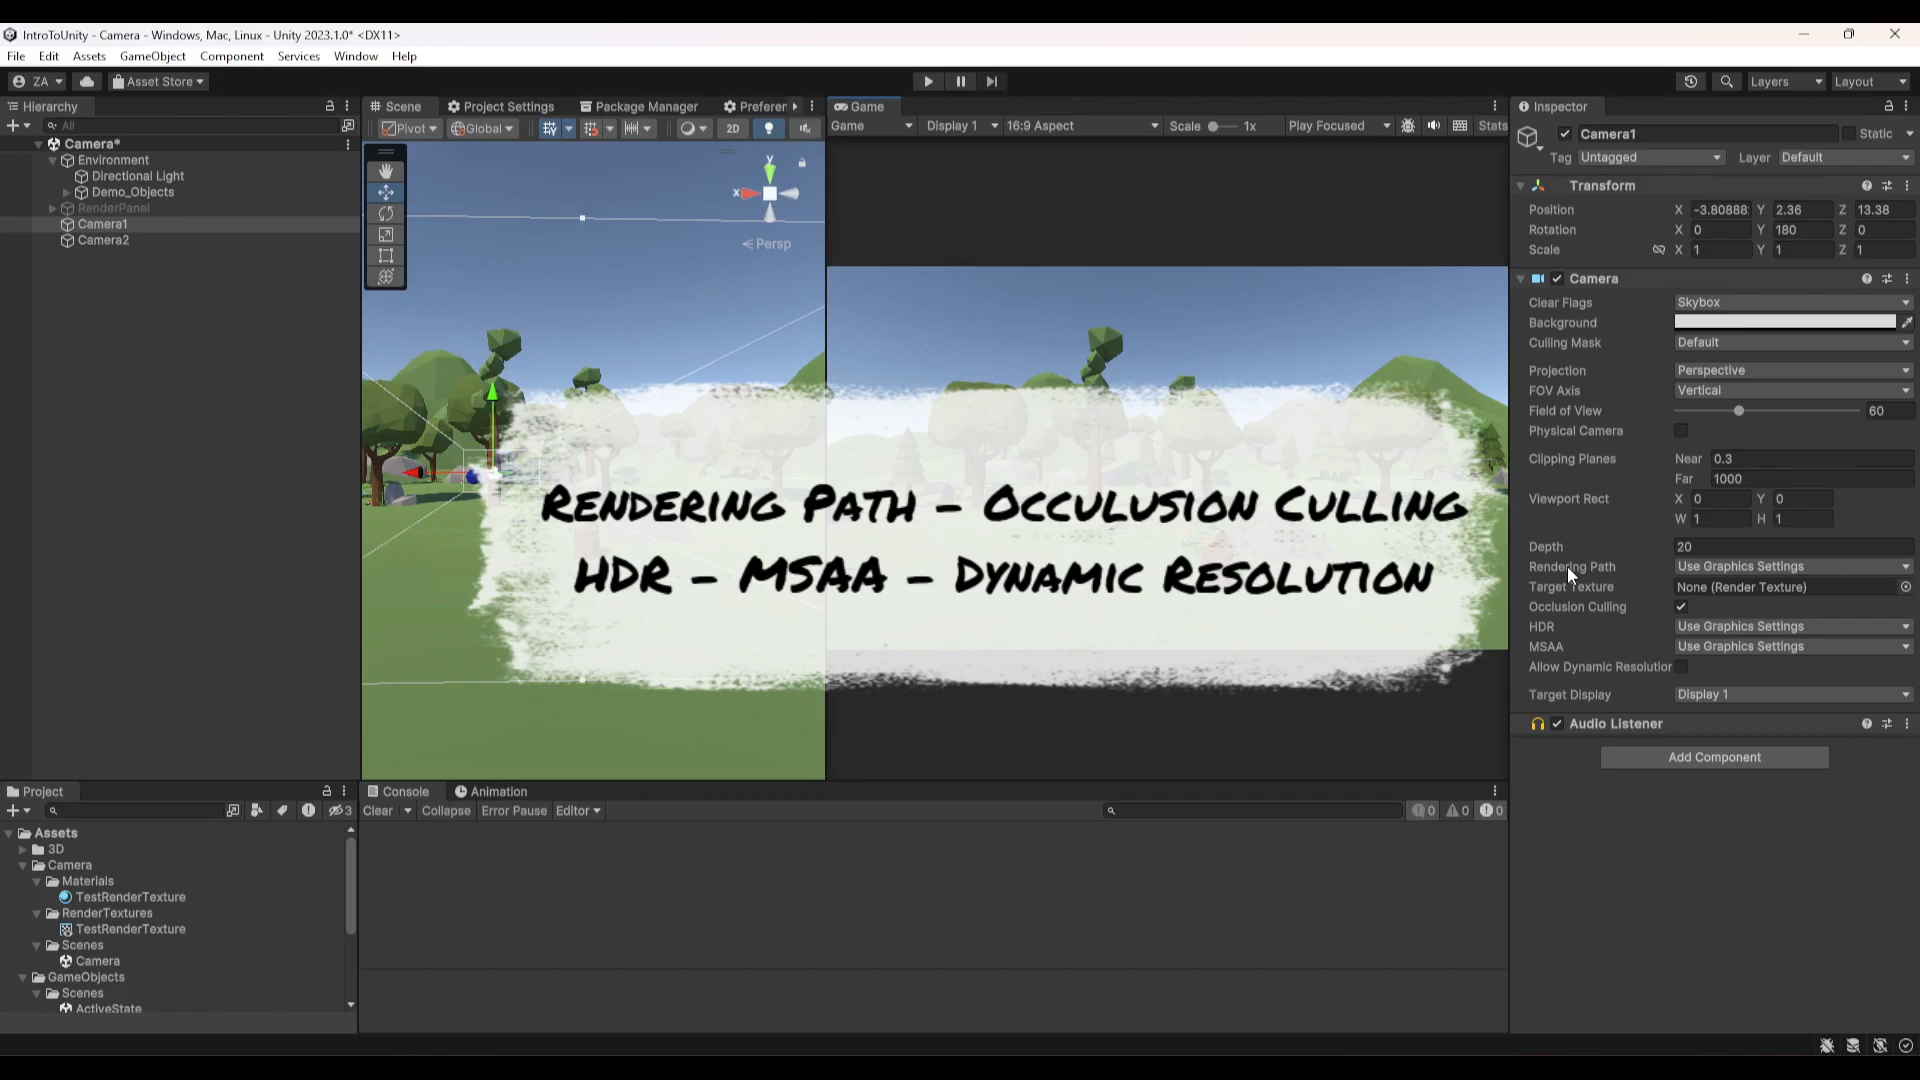 IntroToUnity - Camera - Windows, Mac, Linux - Unity 2023.1.0* <DX11>
File Edit Assets GameObject Component Services Window Help
ZA Asset Store Layers Layout
Hierarchy
All
Camera*
Environment
Directional Light
Demo_Objects
RenderPanel
Camera1
Camera2
Scene Project Settings Package Manager Preferen
Pivot Global 2D
y
x
Persp
Game
Game Display 1 16:9 Aspect Scale 1x Play Focused Stats
Rendering Path - Occulusion Culling
HDR - MSAA - Dynamic Resolution
Inspector
Camera1 Static
Tag Untagged Layer Default
Transform
Position X -3.80888 Y 2.36 Z 13.38
Rotation X 0 Y 180 Z 0
Scale X 1 Y 1 Z 1
Camera
Clear Flags Skybox
Background
Culling Mask Default
Projection Perspective
FOV Axis Vertical
Field of View 60
Physical Camera
Clipping Planes Near 0.3
Far 1000
Viewport Rect X 0 Y 0
W 1 H 1
Depth 20
Rendering Path Use Graphics Settings
Target Texture None (Render Texture)
Occlusion Culling
HDR Use Graphics Settings
MSAA Use Graphics Settings
Allow Dynamic Resolution
Target Display Display 1
Audio Listener
Add Component
Project
3
Assets
3D
Camera
Materials
TestRenderTexture
RenderTextures
TestRenderTexture
Scenes
Camera
GameObjects
Scenes
ActiveState
Console Animation
Clear Collapse Error Pause Editor 0 0 0